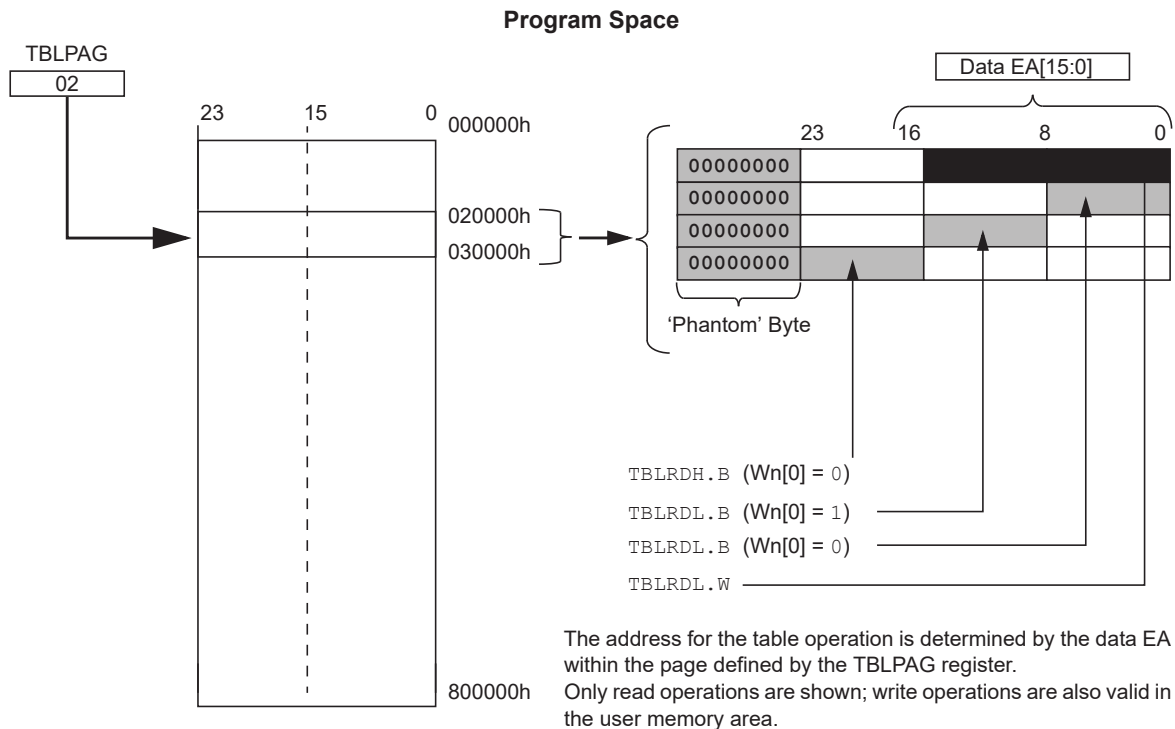 Program Space
TBLPAG
02
Data EA[15:0]
23 15 0
000000h
23 16 8 0
00000000
00000000
020000h
00000000
030000h
00000000
'Phantom' Byte
TBLRDH.B (Wn[0] = 0)
TBLRDL.B (Wn[0] = 1)
TBLRDL.B (Wn[0] = 0)
TBLRDL.W
The address for the table operation is determined by the data EA
within the page defined by the TBLPAG register.
800000h
Only read operations are shown; write operations are also valid in
the user memory area.